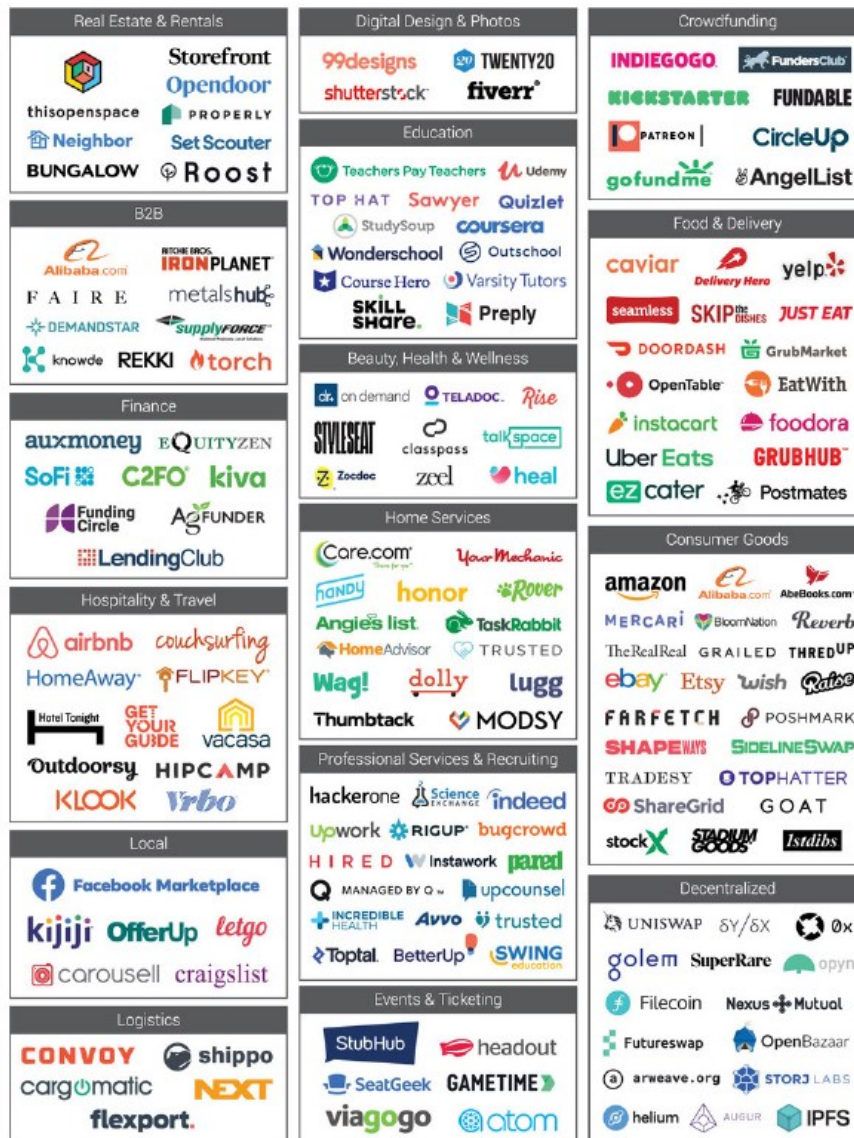 Real Estate & Rentals
Storefront
Opendoor
thisopenspace
PROPERLY
Neighbor
Set Scouter
BUNGALOW
Roost
B2B
Alibaba.com
RITCHIE BROS.
IRONPLANET
FAIRE
metalshub
DEMANDSTAR
SupplyFORCE
knowde
REKKI
torch
Finance
auxmoney
EQUITYZEN
SoFi
C2FO
kiva
Funding
Circle
AgFUNDER
LendingClub
Hospitality & Travel
airbnb
couchsurfing
HomeAway
FLIPKEY
Hotel Tonight
GET
YOUR
GUIDE
vacasa
Outdoorsy
HIPCAMP
KLOOK
Vrbo
Local
Facebook Marketplace
kijiji
OfferUp
letgo
carousell
craigslist
Logistics
CONVOY
shippo
cargomatic
NEXT
flexport.
Digital Design & Photos
99designs
20 TWENTY20
shutterstock
fiverr
Education
Teachers Pay Teachers
Udemy
TOP HAT
Sawyer
Quizlet
StudySoup
coursera
Wonderschool
Outschool
Course Hero
Varsity Tutors
SKILL
SHARE.
Preply
Beauty, Health & Wellness
dr. on demand
TELADOC
Rise
STYLESEAT
classpass
talkspace
Zocdoc
zeel
heal
Home Services
Care.com
There for you
YourMechanic
HANDY
honor
Rover
Angie's list
TaskRabbit
HomeAdvisor
TRUSTED
Wag!
dolly
lugg
Thumbtack
MODSY
Professional Services & Recruiting
hackerone
Science
EXCHANGE
indeed
Upwork
RIGUP
bugcrowd
HIRED
Instawork
pared
Q MANAGED BY Q
upcounsel
INCREDIBLE
HEALTH
Avvo
trusted
Toptal
BetterUp
SWING
education
Events & Ticketing
StubHub
headout
SeatGeek
GAMETIME
viagogo
atom
Crowdfunding
INDIEGOGO
FundersClub
KICKSTARTER
FUNDABLE
PATREON
CircleUp
gofundme
AngelList
Food & Delivery
caviar
Delivery Hero
yelp
seamless
SKIP the DISHES
JUST EAT
DOORDASH
GrubMarket
OpenTable
EatWith
instacart
foodora
Uber Eats
GRUBHUB
ez cater
Postmates
Consumer Goods
amazon
Alibaba.com
AbeBooks.com
MERCARI
BloomNation
Reverb
TheRealReal
GRAILED
THREDUP
ebay
Etsy
wish
Raise
FARFETCH
POSHMARK
SHAPEWAYS
SIDELINESWAP
TRADESY
TOPHATTER
ShareGrid
GOAT
stockX
STADIUM
GOODS
1stdibs
Decentralized
UNISWAP
δY/δX
0x
golem
SuperRare
opyn
Filecoin
Nexus Mutual
Futureswap
OpenBazaar
a arweave.org
STORJ LABS
helium
AUGUR
IPFS